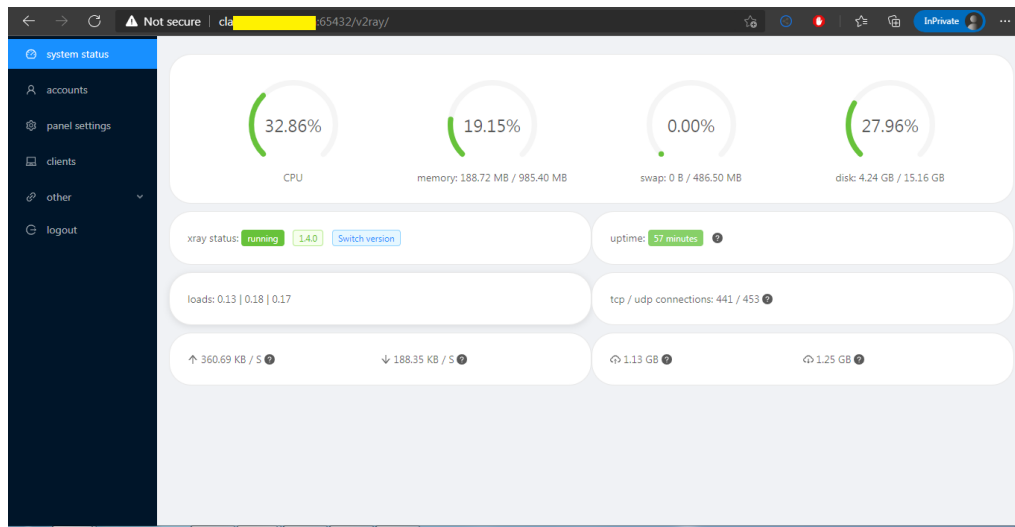 Not secure | cla :65432/v2ray/
InPrivate
system status
accounts
panel settings
clients
other
logout
32.86%
CPU
19.15%
memory: 188.72 MB / 985.40 MB
0.00%
swap: 0 B / 486.50 MB
27.96%
disk: 4.24 GB / 15.16 GB
xray status: running 1.4.0 Switch version
uptime: 57 minutes ?
loads: 0.13 | 0.18 | 0.17
tcp / udp connections: 441 / 453 ?
↑ 360.69 KB / S ? ↓ 188.35 KB / S ?
1.13 GB ? 1.25 GB ?